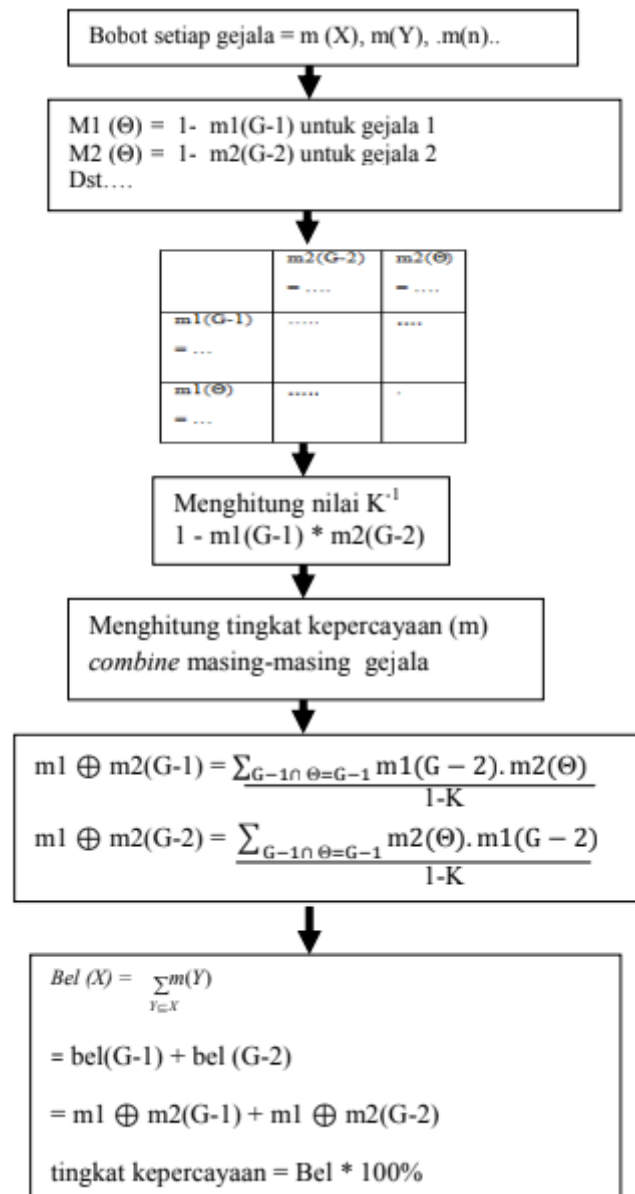 Bobot setiap gejala = m (X), m(Y), .m(n)..
M1 (Θ) = 1- m1(G-1) untuk gejala 1
M2 (Θ) = 1- m2(G-2) untuk gejala 2
Dst….
m2(G-2) m2(Θ)
= …. = ….
m1(G-1) ….. ….
= …
m1(Θ) ….. .
= …
Menghitung nilai K⁻¹
1 - m1(G-1) * m2(G-2)
Menghitung tingkat kepercayaan (m)
combine masing-masing gejala
m1 ⊕ m2(G-1) = ∑G−1∩ Θ=G−1 m1(G − 2). m2(Θ)
1-K
m1 ⊕ m2(G-2) = ∑G−1∩ Θ=G−1 m2(Θ). m1(G − 2)
1-K
Bel (X) = ∑m(Y)
Y⊆X
= bel(G-1) + bel (G-2)
= m1 ⊕ m2(G-1) + m1 ⊕ m2(G-2)
tingkat kepercayaan = Bel * 100%